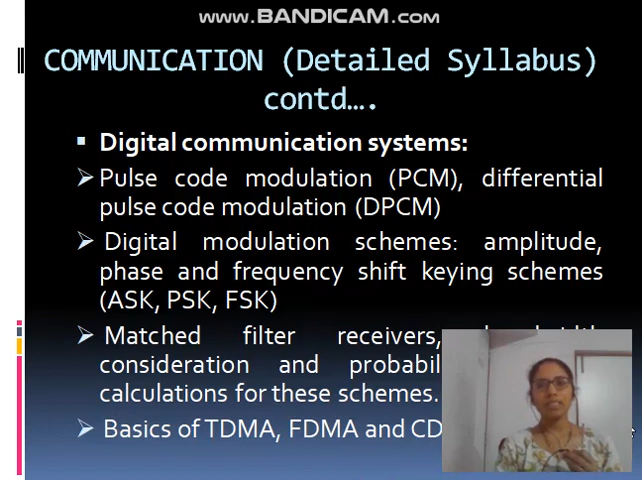 www.BANDICAM.com
COMMUNICATION (Detailed Syllabus)
contd….
Digital communication systems:
Pulse code modulation (PCM), differential
pulse code modulation (DPCM)
Digital modulation schemes: amplitude,
phase and frequency shift keying schemes
(ASK, PSK, FSK)
Matched filter receivers,
consideration and
calculations for these schemes.
Basics of TDMA, FDMA and